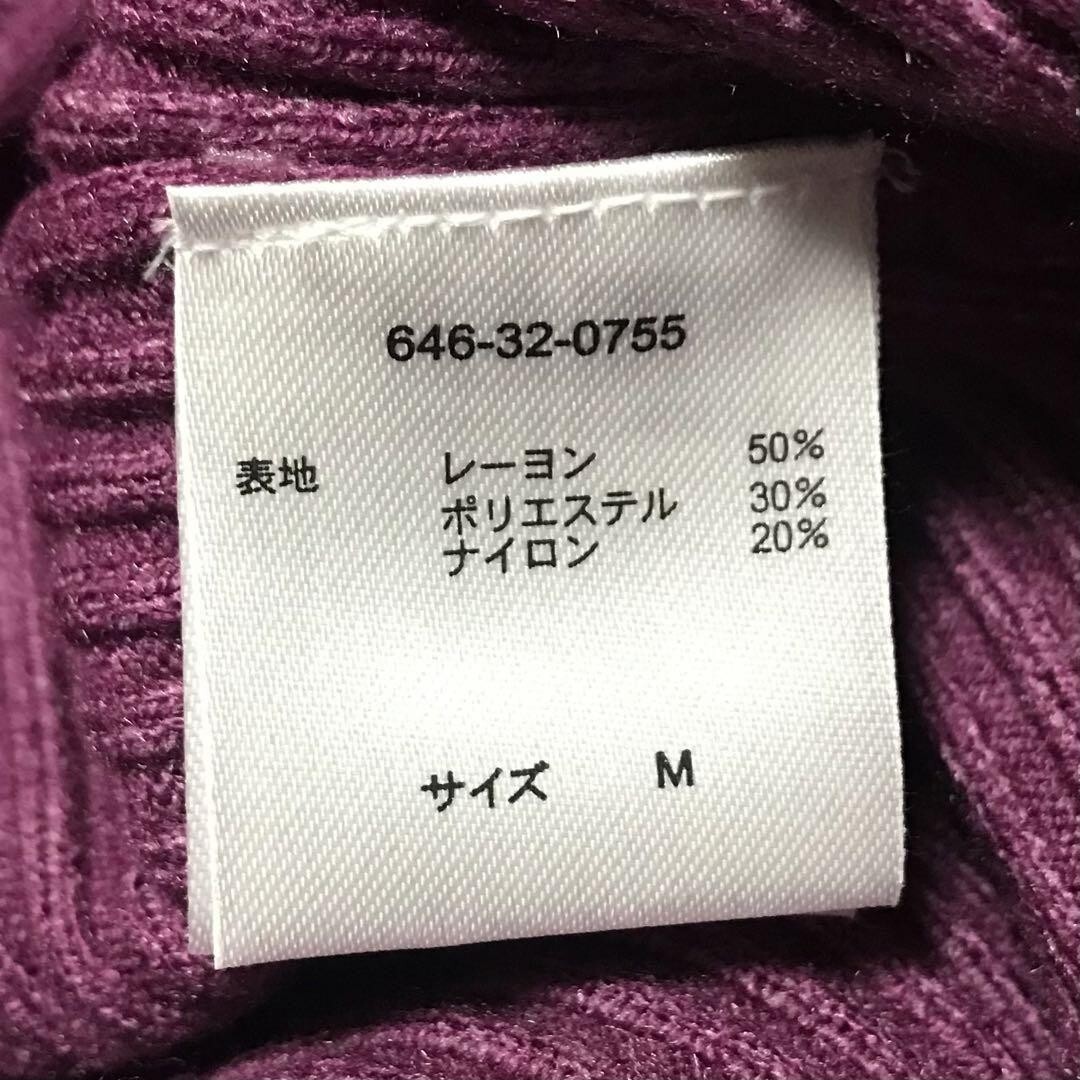 646-32-0755
表地 レーヨン 50%
ポリエステル 30%
ナイロン 20%
サイズ M